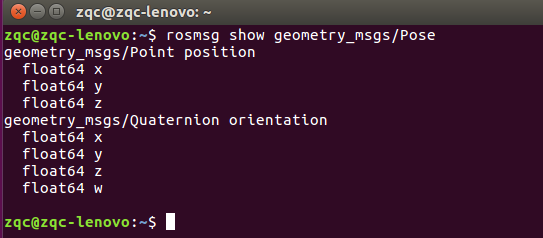 zqc@zqc-lenovo: ~
zqc@zqc-lenovo:~$ rosmsg show geometry_msgs/Pose
geometry_msgs/Point position
  float64 x
  float64 y
  float64 z
geometry_msgs/Quaternion orientation
  float64 x
  float64 y
  float64 z
  float64 w

zqc@zqc-lenovo:~$